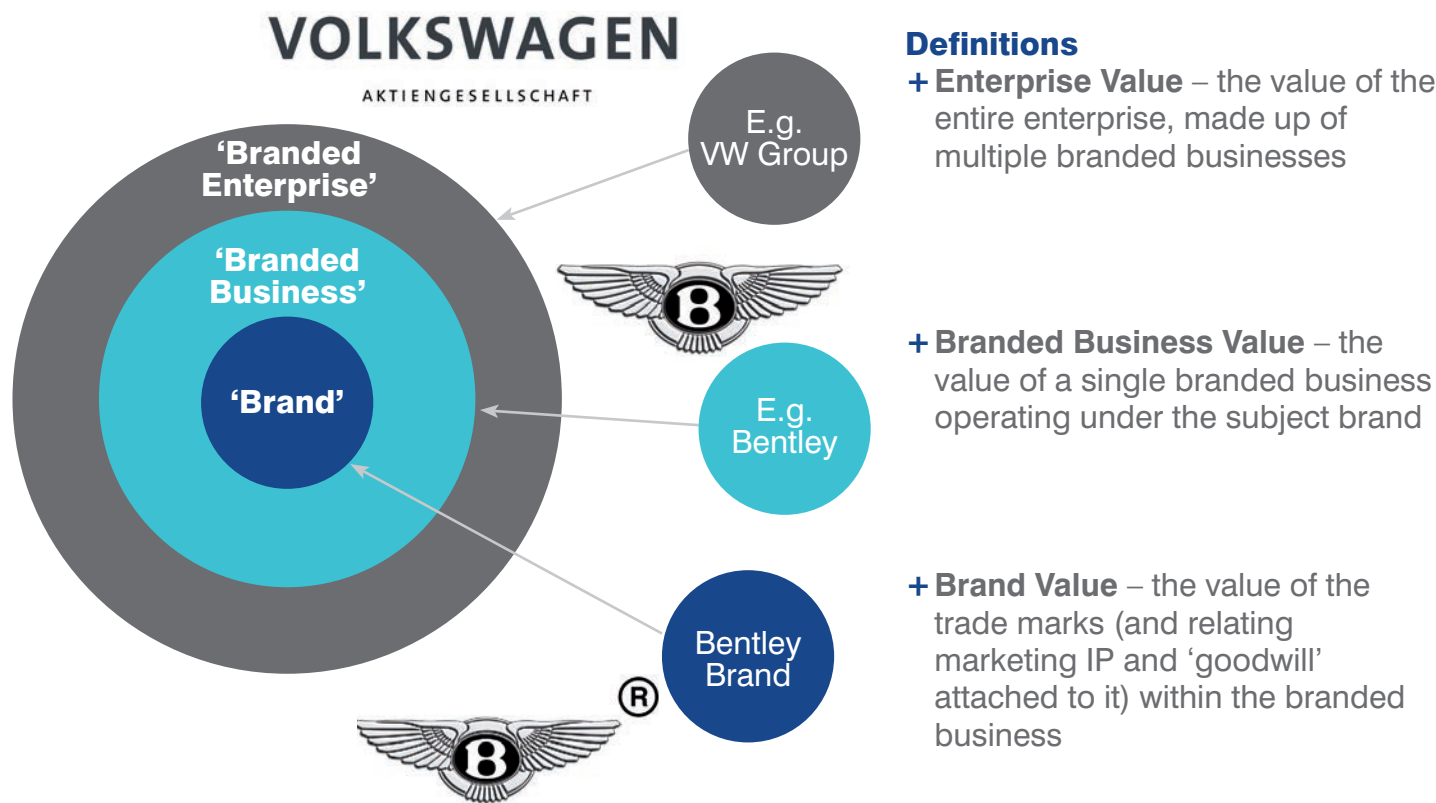 VOLKSWAGEN
AKTIENGESELLSCHAFT
‘Branded
Enterprise’
‘Branded
Business’
‘Brand’
E.g.
VW Group
B
E.g.
Bentley
Bentley
Brand
®
B
Definitions
+ Enterprise Value – the value of the
entire enterprise, made up of
multiple branded businesses
+ Branded Business Value – the
value of a single branded business
operating under the subject brand
+ Brand Value – the value of the
trade marks (and relating
marketing IP and ‘goodwill’
attached to it) within the branded
business